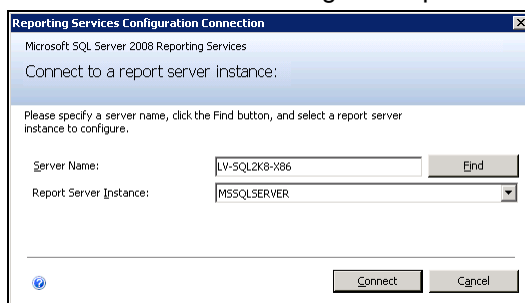 Reporting Services Configuration Connection
Microsoft SQL Server 2008 Reporting Services
Connect to a report server instance:
Please specify a server name, click the Find button, and select a report server
instance to configure.
Server Name: LV-SQL2K8-X86 Find
Report Server Instance: MSSQLSERVER
Connect Cancel